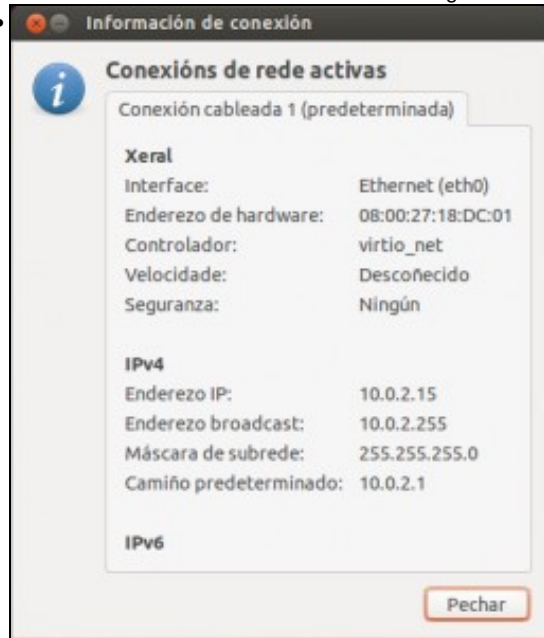 Información de conexión
Conexións de rede activas
Conexión cableada 1 (predeterminada)
Xeral
Interface: Ethernet (eth0)
Enderezo de hardware: 08:00:27:18:DC:01
Controlador: virtio_net
Velocidade: Descoñecido
Seguranza: Ningún
IPv4
Enderezo IP: 10.0.2.15
Enderezo broadcast: 10.0.2.255
Máscara de subrede: 255.255.255.0
Camiño predeterminado: 10.0.2.1
IPv6
Pechar